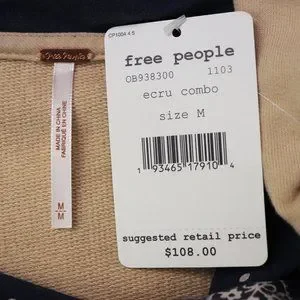 CP1004 4.5
free people
OB938300 1103
ecru combo
size M
1 93465 17910 4
suggested retail price
$108.00
free people
MADE IN CHINA
FABRIQUÉ EN CHINE
M
M